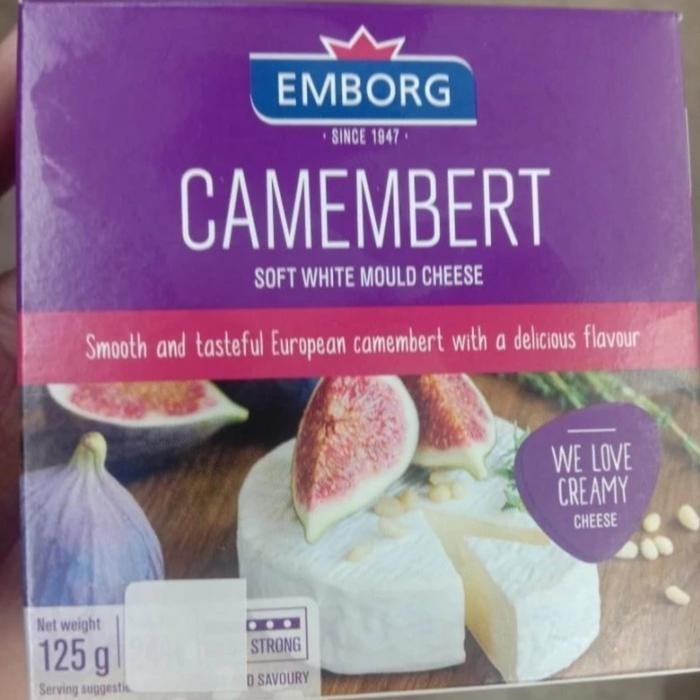 EMBORG
· SINCE 1947 ·
CAMEMBERT
SOFT WHITE MOULD CHEESE
Smooth and tasteful European camembert with a delicious flavour
WE LOVE
CREAMY
CHEESE
Net weight
125 g
STRONG
SAVOURY
Serving